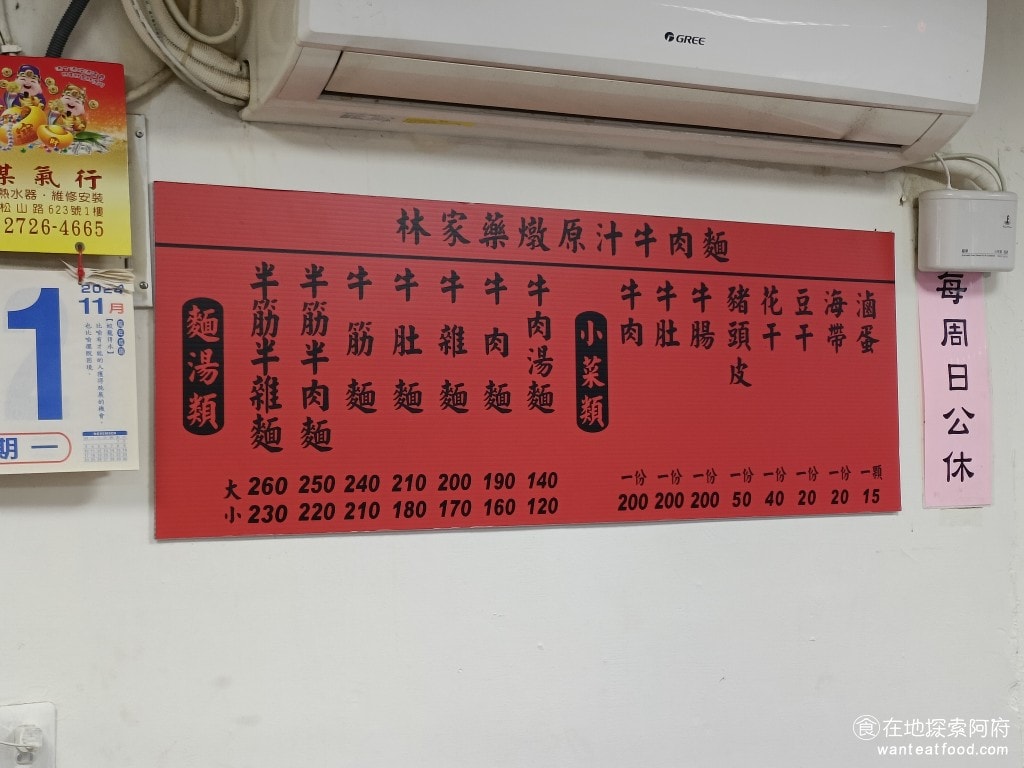 GREE
煤氣行
熱水器・維修安裝
松山路623號1樓
2726-4665
2024
11月
1
期一
林家藥燉原汁牛肉麵
麵湯類
半筋半雜麵
半筋半肉麵
牛筋麵
牛肚麵
牛雜麵
牛肉麵
牛肉湯麵
大 260 250 240 210 200 190 140
小 230 220 210 180 170 160 120
小菜類
牛肉
牛肚
牛腸
豬頭皮
花干
豆干
海帶
滷蛋
一份 一份 一份 一份 一份 一份 一份 一顆
200 200 200 50 40 20 20 15
每周日公休
食在地探索阿府
wanteatfood.com